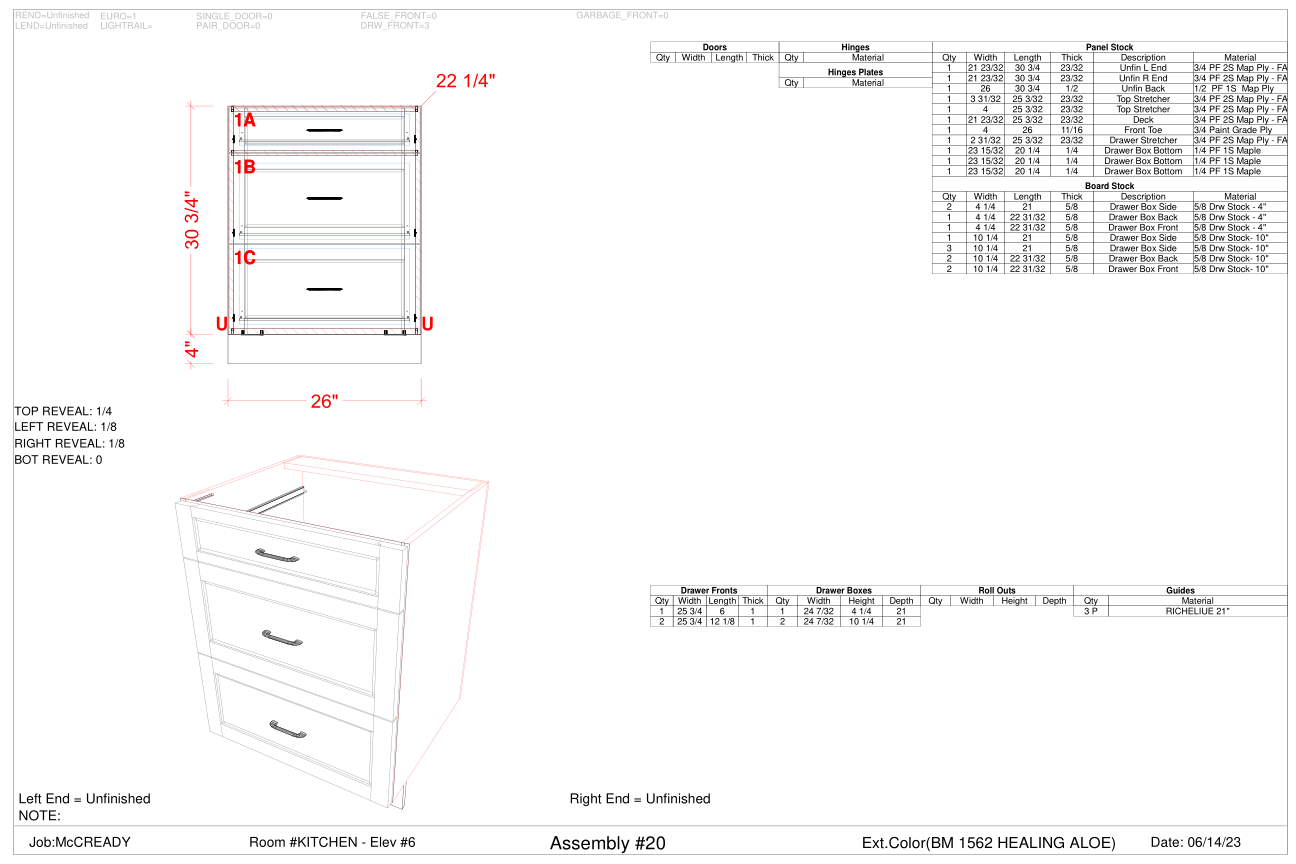 REND=Unfinished EURO=1 SINGLE_DOOR=0 FALSE_FRONT=0 GARBAGE_FRONT=0
LEND=Unfinished LIGHTRAIL= PAIR_DOOR=0 DRW_FRONT=3
22 1/4"
1A
1B
30 3/4"
1C
U U
4"
26"
TOP REVEAL: 1/4
LEFT REVEAL: 1/8
RIGHT REVEAL: 1/8
BOT REVEAL: 0
Doors
Qty Width Length Thick
Hinges
Qty Material
Hinges Plates
Qty Material
Panel Stock
Qty Width Length Thick Description Material
1 21 23/32 30 3/4 23/32 Unfin L End 3/4 PF 2S Map Ply - FA
1 21 23/32 30 3/4 23/32 Unfin R End 3/4 PF 2S Map Ply - FA
1 26 30 3/4 1/2 Unfin Back 1/2 PF 1S Map Ply
1 3 31/32 25 3/32 23/32 Top Stretcher 3/4 PF 2S Map Ply - FA
1 4 25 3/32 23/32 Top Stretcher 3/4 PF 2S Map Ply - FA
1 21 23/32 25 3/32 23/32 Deck 3/4 PF 2S Map Ply - FA
1 4 26 11/16 Front Toe 3/4 Paint Grade Ply
1 2 31/32 25 3/32 23/32 Drawer Stretcher 3/4 PF 2S Map Ply - FA
1 23 15/32 20 1/4 1/4 Drawer Box Bottom 1/4 PF 1S Maple
1 23 15/32 20 1/4 1/4 Drawer Box Bottom 1/4 PF 1S Maple
1 23 15/32 20 1/4 1/4 Drawer Box Bottom 1/4 PF 1S Maple
Board Stock
Qty Width Length Thick Description Material
2 4 1/4 21 5/8 Drawer Box Side 5/8 Drw Stock - 4"
1 4 1/4 22 31/32 5/8 Drawer Box Back 5/8 Drw Stock - 4"
1 4 1/4 22 31/32 5/8 Drawer Box Front 5/8 Drw Stock - 4"
1 10 1/4 21 5/8 Drawer Box Side 5/8 Drw Stock- 10"
3 10 1/4 21 5/8 Drawer Box Side 5/8 Drw Stock- 10"
2 10 1/4 22 31/32 5/8 Drawer Box Back 5/8 Drw Stock- 10"
2 10 1/4 22 31/32 5/8 Drawer Box Front 5/8 Drw Stock- 10"
Drawer Fronts Drawer Boxes Roll Outs Guides
Qty Width Length Thick Qty Width Height Depth Qty Width Height Depth Qty Material
1 25 3/4 6 1 1 24 7/32 4 1/4 21 3 P RICHELIUE 21"
2 25 3/4 12 1/8 1 2 24 7/32 10 1/4 21
Left End = Unfinished Right End = Unfinished
NOTE:
Job:McCREADY Room #KITCHEN - Elev #6 Assembly #20 Ext.Color(BM 1562 HEALING ALOE) Date: 06/14/23